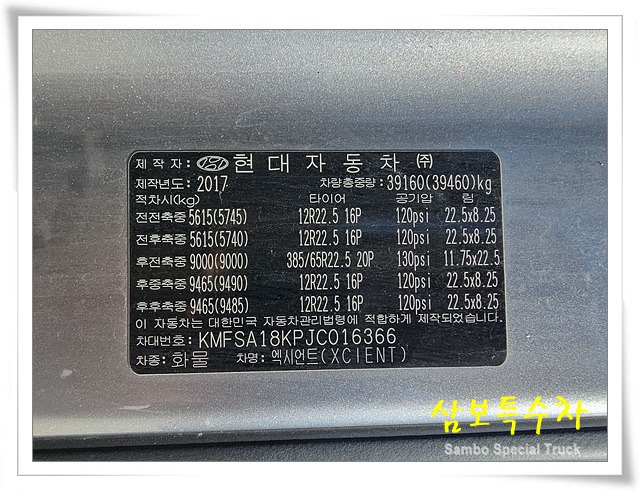 제 작 자: 현 대 자 동 차 ㈜
제작년도: 2017 차량총중량: 39160(39460)kg
적차시(kg) 타이어 공기압 림
전전축중 5615(5745) 12R22.5 16P 120psi 22.5x8.25
전후축중 5615(5740) 12R22.5 16P 120psi 22.5x8.25
후전축중 9000(9000) 385/65R22.5 20P 130psi 11.75x22.5
후중축중 9465(9490) 12R22.5 16P 120psi 22.5x8.25
후후축중 9465(9485) 12R22.5 16P 120psi 22.5x8.25
이 자동차는 대한민국 자동차관리법령에 적합하게 제작되었습니다.
차대번호: KMFSA18KPJC016366
차종: 화물 차명: 엑시언트(XCIENT)
삼보특수차
Sambo Special Truck